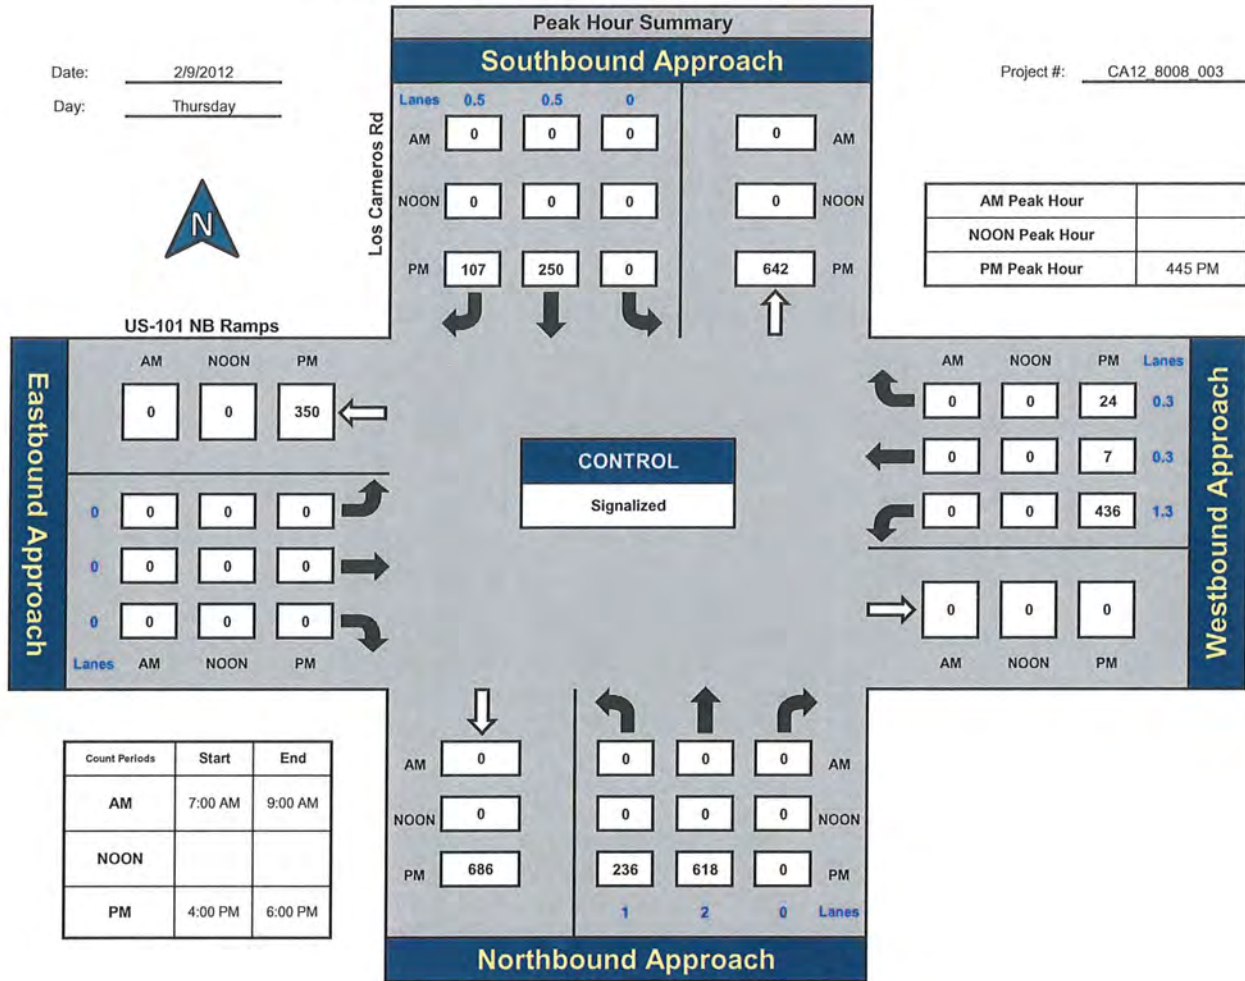 Peak Hour Summary
Southbound Approach
Date: 2/9/2012
Day: Thursday
Project #: CA12_8008_003
N
Los Carneros Rd
Lanes 0.5 0.5 0
AM 0 0 0 0 AM
NOON 0 0 0 0 NOON
PM 107 250 0 642 PM
AM Peak Hour
NOON Peak Hour
PM Peak Hour 445 PM
US-101 NB Ramps
Eastbound Approach
AM NOON PM
0 0 350
0 0 0 0
0 0 0 0
0 0 0 0
Lanes AM NOON PM
CONTROL
Signalized
AM NOON PM Lanes
0 0 24 0.3
0 0 7 0.3
0 0 436 1.3
0 0 0
AM NOON PM
Westbound Approach
Count Periods Start End
AM 7:00 AM 9:00 AM
NOON
PM 4:00 PM 6:00 PM
AM 0 0 0 0 AM
NOON 0 0 0 0 NOON
PM 686 236 618 0 PM
1 2 0 Lanes
Northbound Approach